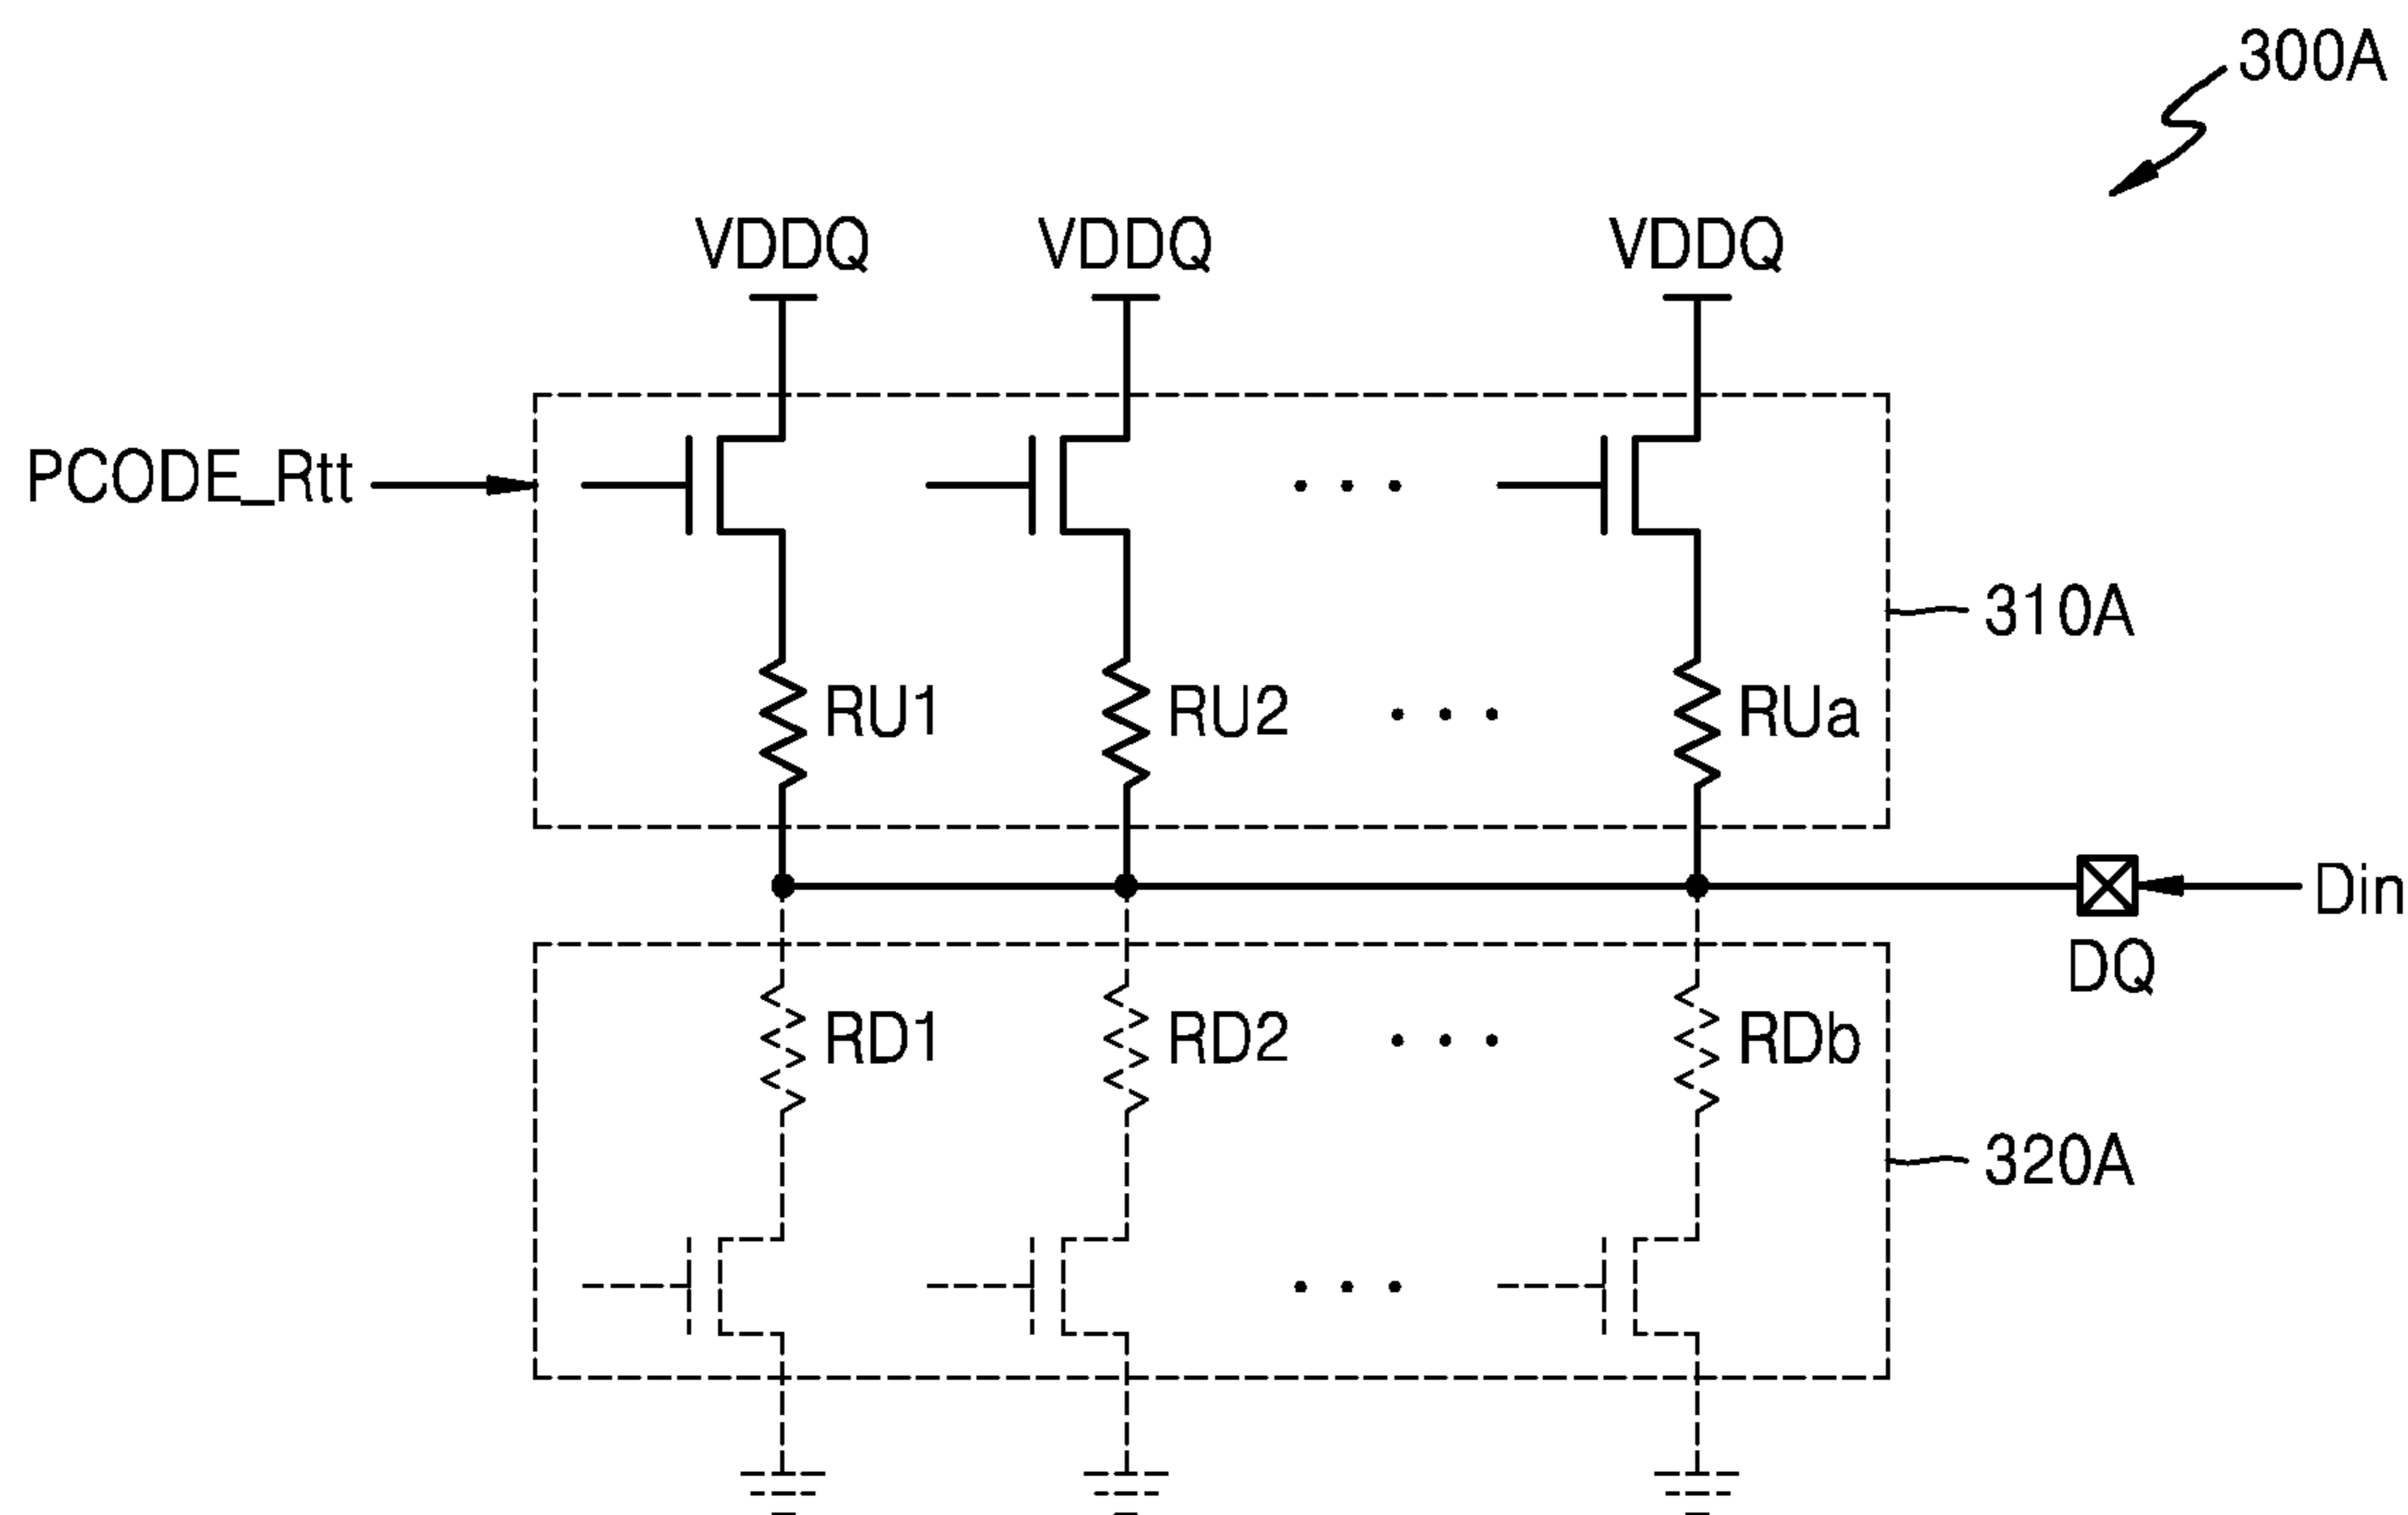 300A
VDDQ VDDQ VDDQ
PCODE_Rtt
310A
RU1 RU2 ... RUa
Din
DQ
RD1 RD2 ... RDb
320A